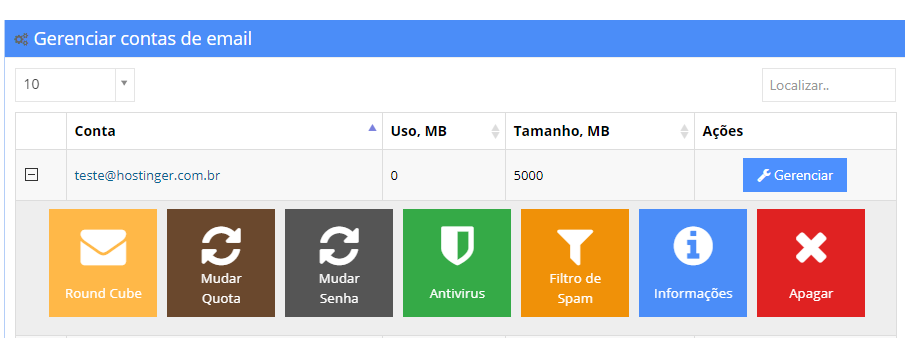 Gerenciar contas de email
10
Localizar..
Conta Uso, MB Tamanho, MB Ações
teste@hostinger.com.br 0 5000 Gerenciar
Round Cube
Mudar
Quota
Mudar
Senha
Antivirus
Filtro de
Spam
Informações
Apagar